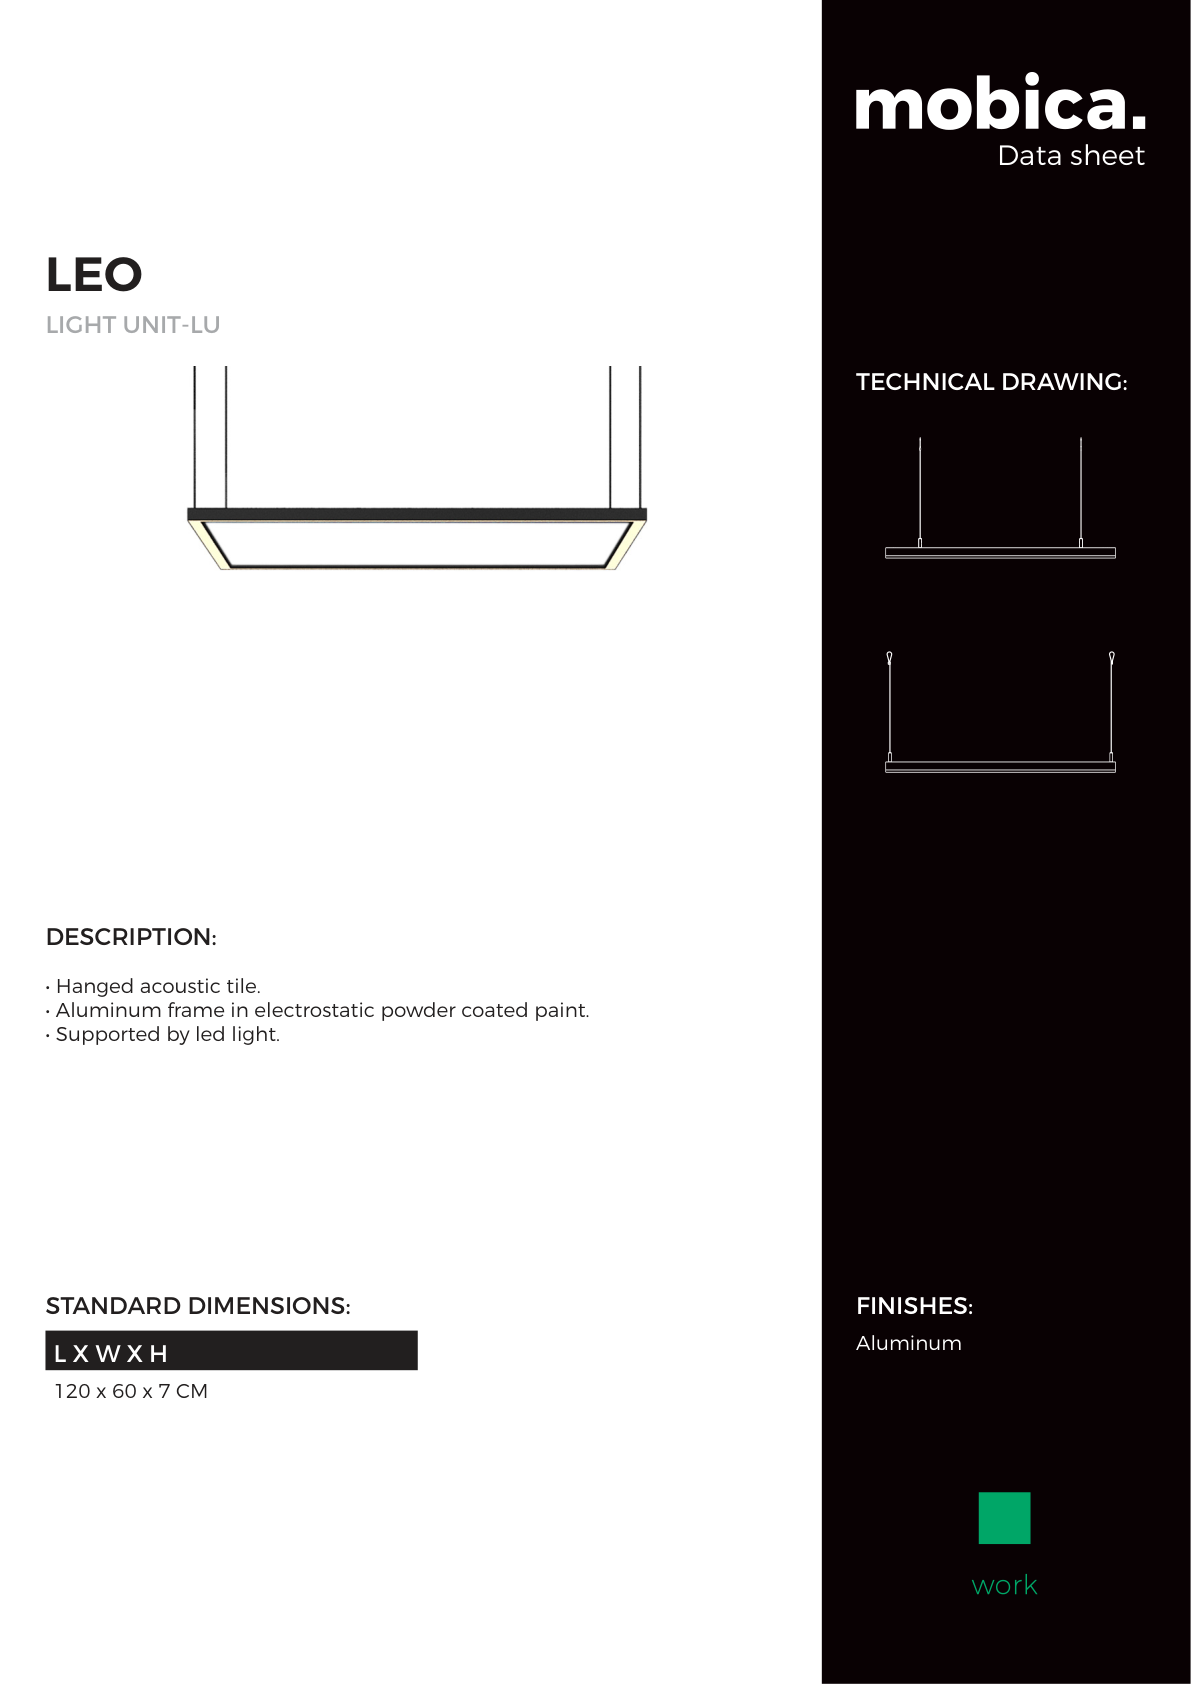 mobica.
Data sheet
LEO
LIGHT UNIT-LU
TECHNICAL DRAWING:
DESCRIPTION:
• Hanged acoustic tile.
• Aluminum frame in electrostatic powder coated paint.
• Supported by led light.
STANDARD DIMENSIONS:
L X W X H
120 x 60 x 7 CM
FINISHES:
Aluminum
work